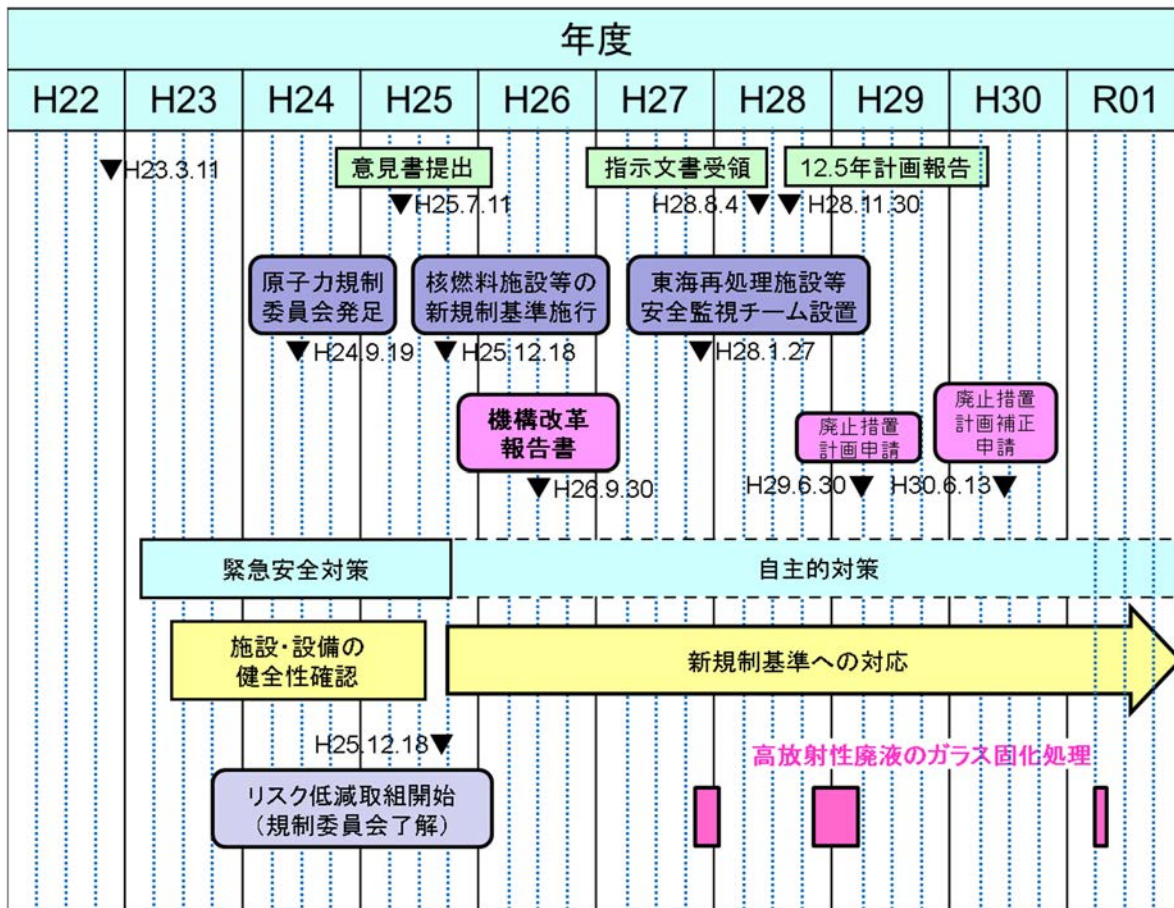 年度
H22
H23
H24
H25
H26
H27
H28
H29
H30
R01
H23.3.11
意見書提出
H25.7.11
指示文書受領
H28.8.4
12.5年計画報告
H28.11.30
原子力規制
委員会発足
H24.9.19
核燃料施設等の
新規制基準施行
H25.12.18
東海再処理施設等
安全監視チーム設置
H28.1.27
機構改革
報告書
H26.9.30
廃止措置
計画申請
H29.6.30
廃止措置
計画補正
申請
H30.6.13
緊急安全対策
自主的対策
施設・設備の
健全性確認
新規制基準への対応
H25.12.18
リスク低減取組開始
(規制委員会了解)
高放射性廃液のガラス固化処理